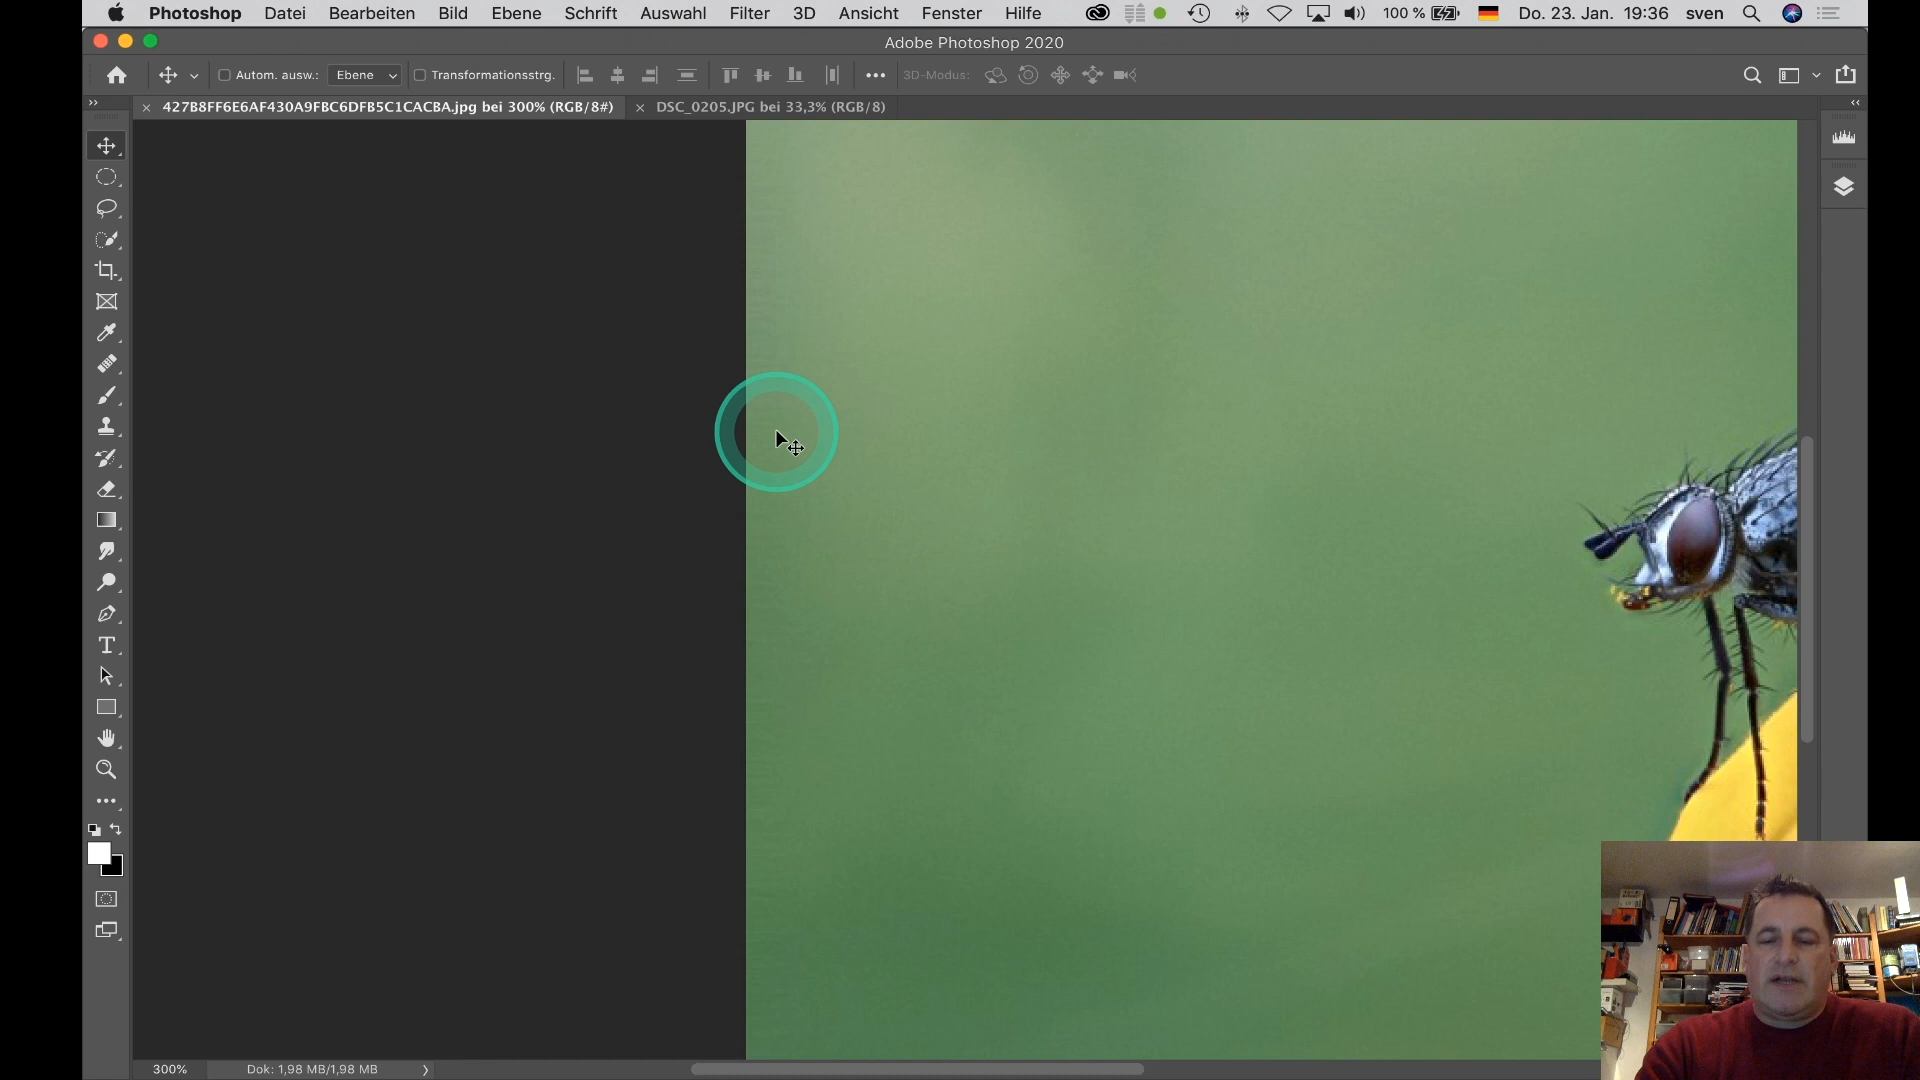 Photoshop Datei Bearbeiten Bild Ebene Schrift Auswahl Filter 3D Ansicht Fenster Hilfe 100 % Do. 23. Jan. 19:36 sven
Adobe Photoshop 2020
Autom. ausw.: Ebene Transformationsstrg. 3D-Modus:
427B8FF6E6AF430A9FBC6DFB5C1CACBA.jpg bei 300% (RGB/8#) DSC_0205.JPG bei 33,3% (RGB/8)
300% Dok: 1,98 MB/1,98 MB